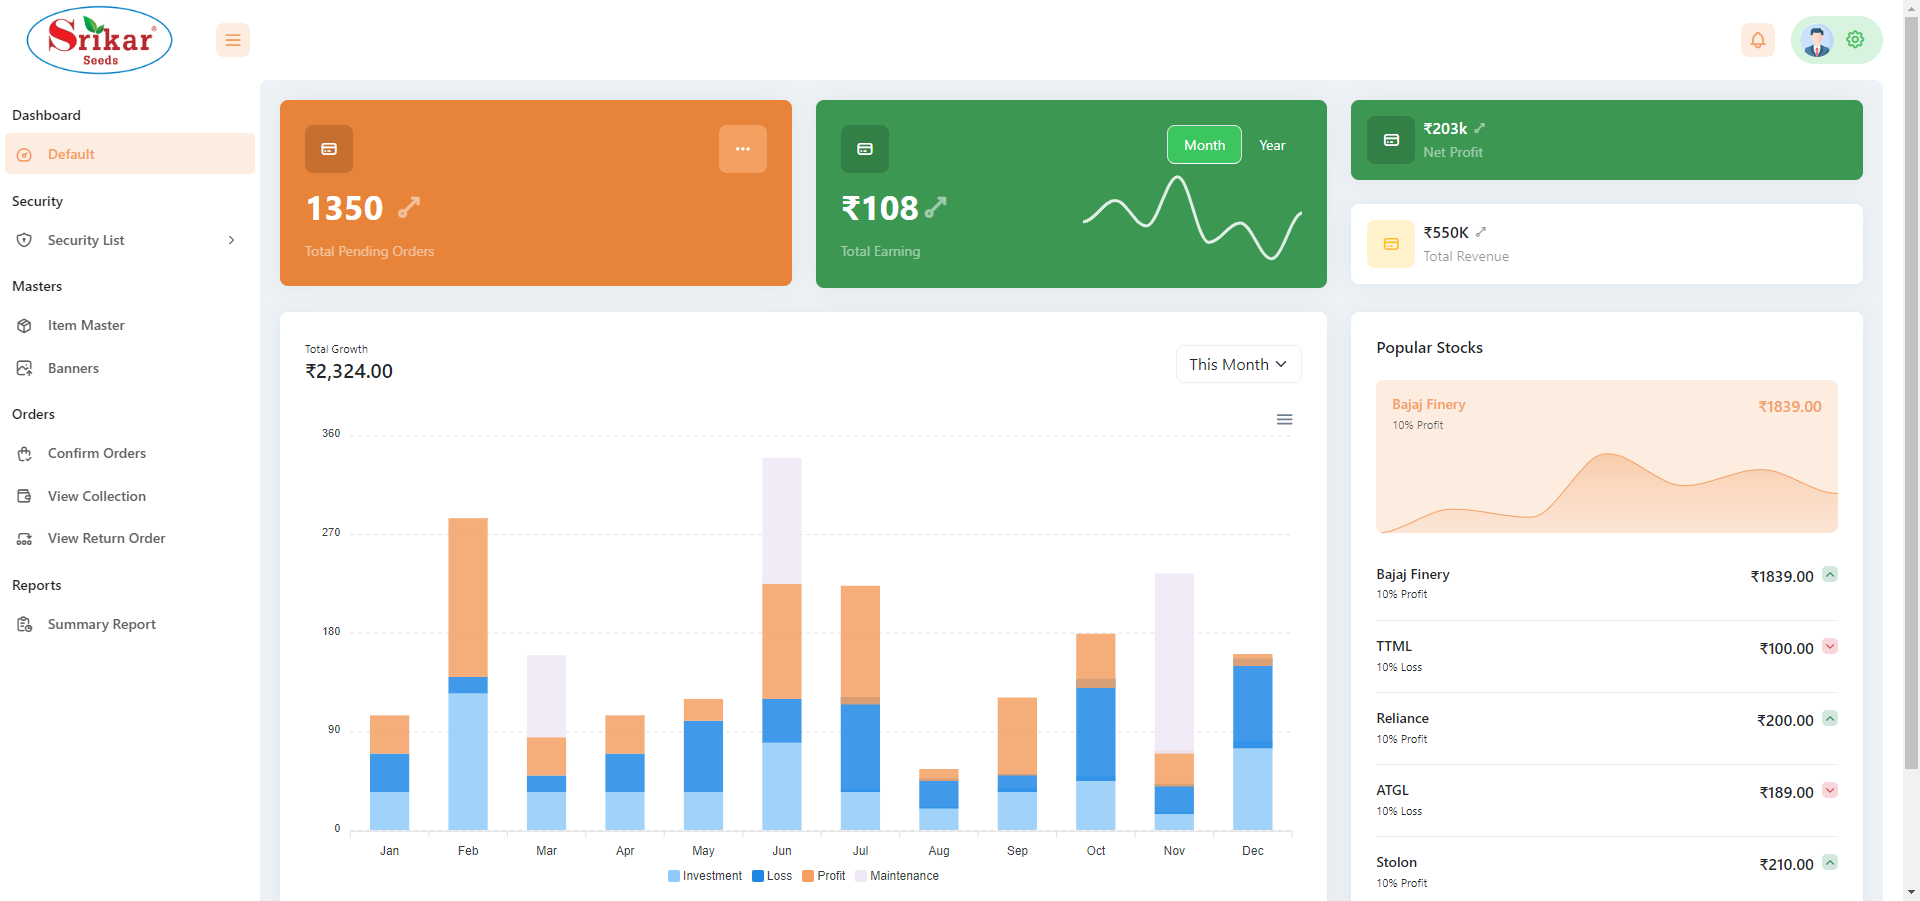 Srikar®
Seeds
Dashboard
Default
Security
Security List
Masters
Item Master
Banners
Orders
Confirm Orders
View Collection
View Return Order
Reports
Summary Report
1350
Total Pending Orders
Month
Year
₹108
Total Earning
₹203k
Net Profit
₹550K
Total Revenue
Total Growth
₹2,324.00
This Month
360
270
180
90
0
Jan Feb Mar Apr May Jun Jul Aug Sep Oct Nov Dec
Investment Loss Profit Maintenance
Popular Stocks
Bajaj Finery ₹1839.00
10% Profit
Bajaj Finery ₹1839.00
10% Profit
TTML ₹100.00
10% Loss
Reliance ₹200.00
10% Profit
ATGL ₹189.00
10% Loss
Stolon ₹210.00
10% Profit